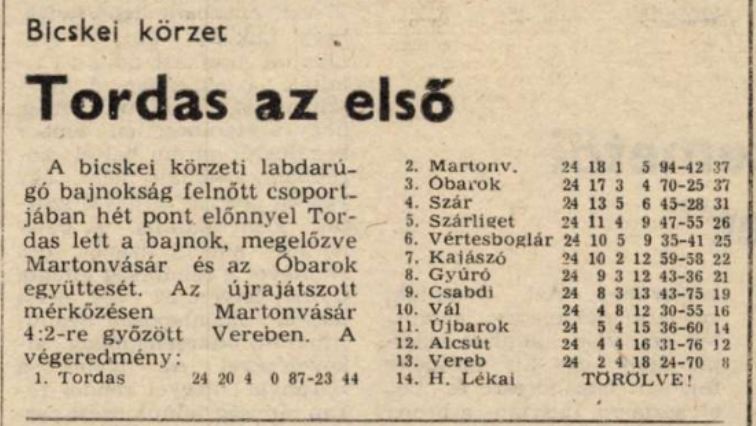 Bicskei körzet
Tordas az első
A bicskei körzeti labdarú-
gó bajnokság felnőtt csoport-
jában hét pont előnnyel Tor-
das lett a bajnok, megelőzve
Martonvásár és az Óbarok
együttesét. Az újrajátszott
mérkőzésen Martonvásár
4:2-re győzött Vereben. A
végeredmény:
1. Tordas 24 20 4 0 87-23 44
2. Martonv. 24 18 1 5 94-42 37
3. Óbarok 24 17 3 4 70-25 37
4. Szár 24 13 5 6 45-28 31
5. Szárliget 24 11 4 9 47-55 26
6. Vértesboglár 24 10 5 9 35-41 25
7. Kajászó 24 10 2 12 59-58 22
8. Gyúró 24 9 3 12 43-36 21
9. Csabdi 24 8 3 13 43-75 19
10. Vál 24 4 8 12 30-55 16
11. Újbarok 24 5 4 15 36-60 14
12. Alcsút 24 4 4 16 31-76 12
13. Vereb 24 2 4 18 24-70 8
14. H. Lékai TÖRÖLVE!